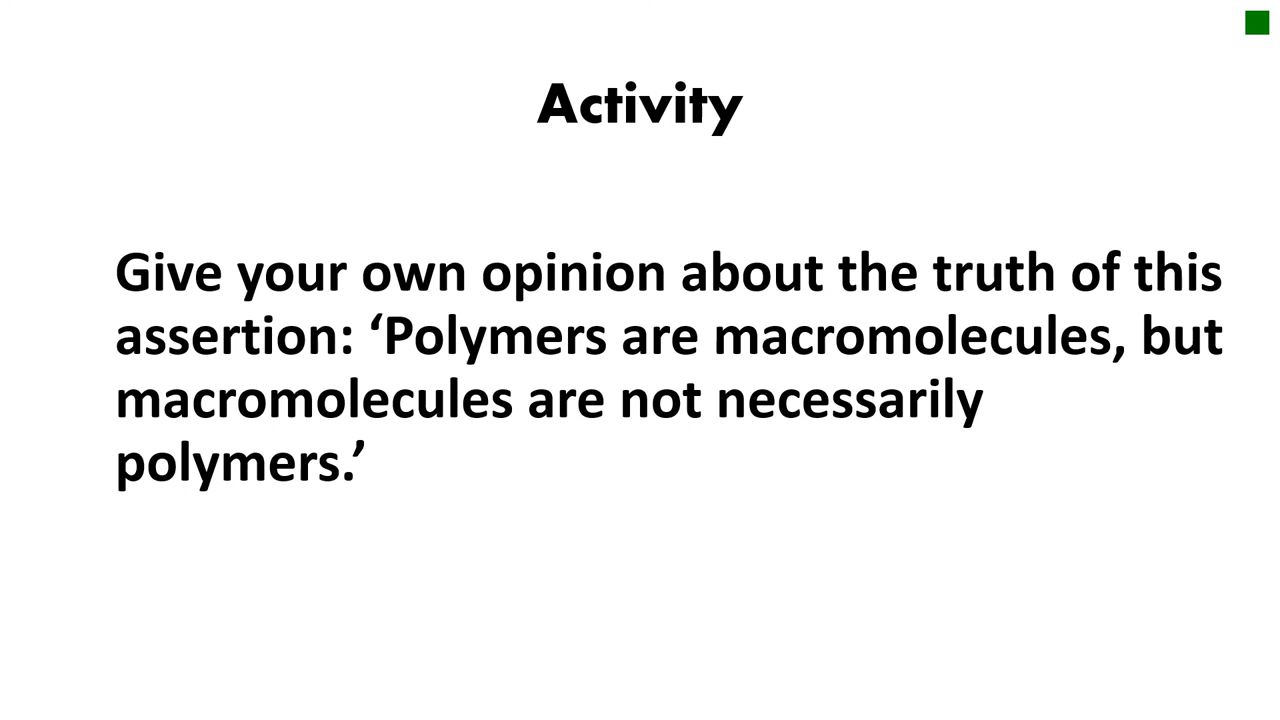 Activity
Give your own opinion about the truth of this
assertion: ‘Polymers are macromolecules, but
macromolecules are not necessarily
polymers.’